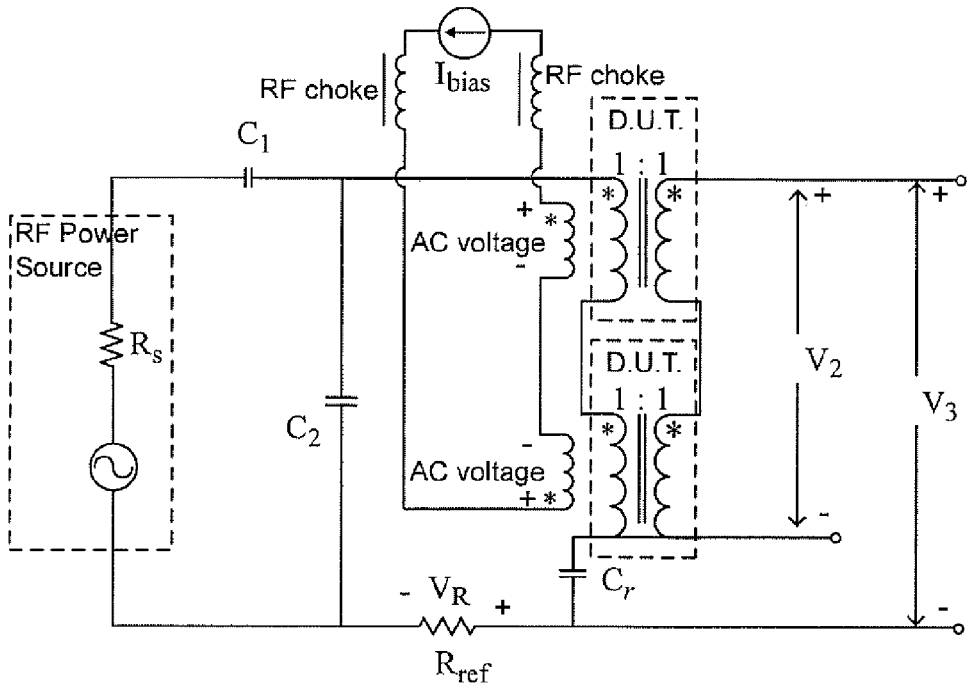 I_bias
RF choke
RF choke
D.U.T.
C_1
1 : 1
* *
+
+
RF Power
Source
+
*
AC voltage
-
R_s
D.U.T.
V_2
1 : 1
V_3
C_2
* *
-
AC voltage
+ *
-
C_r
- V_R +
-
R_ref